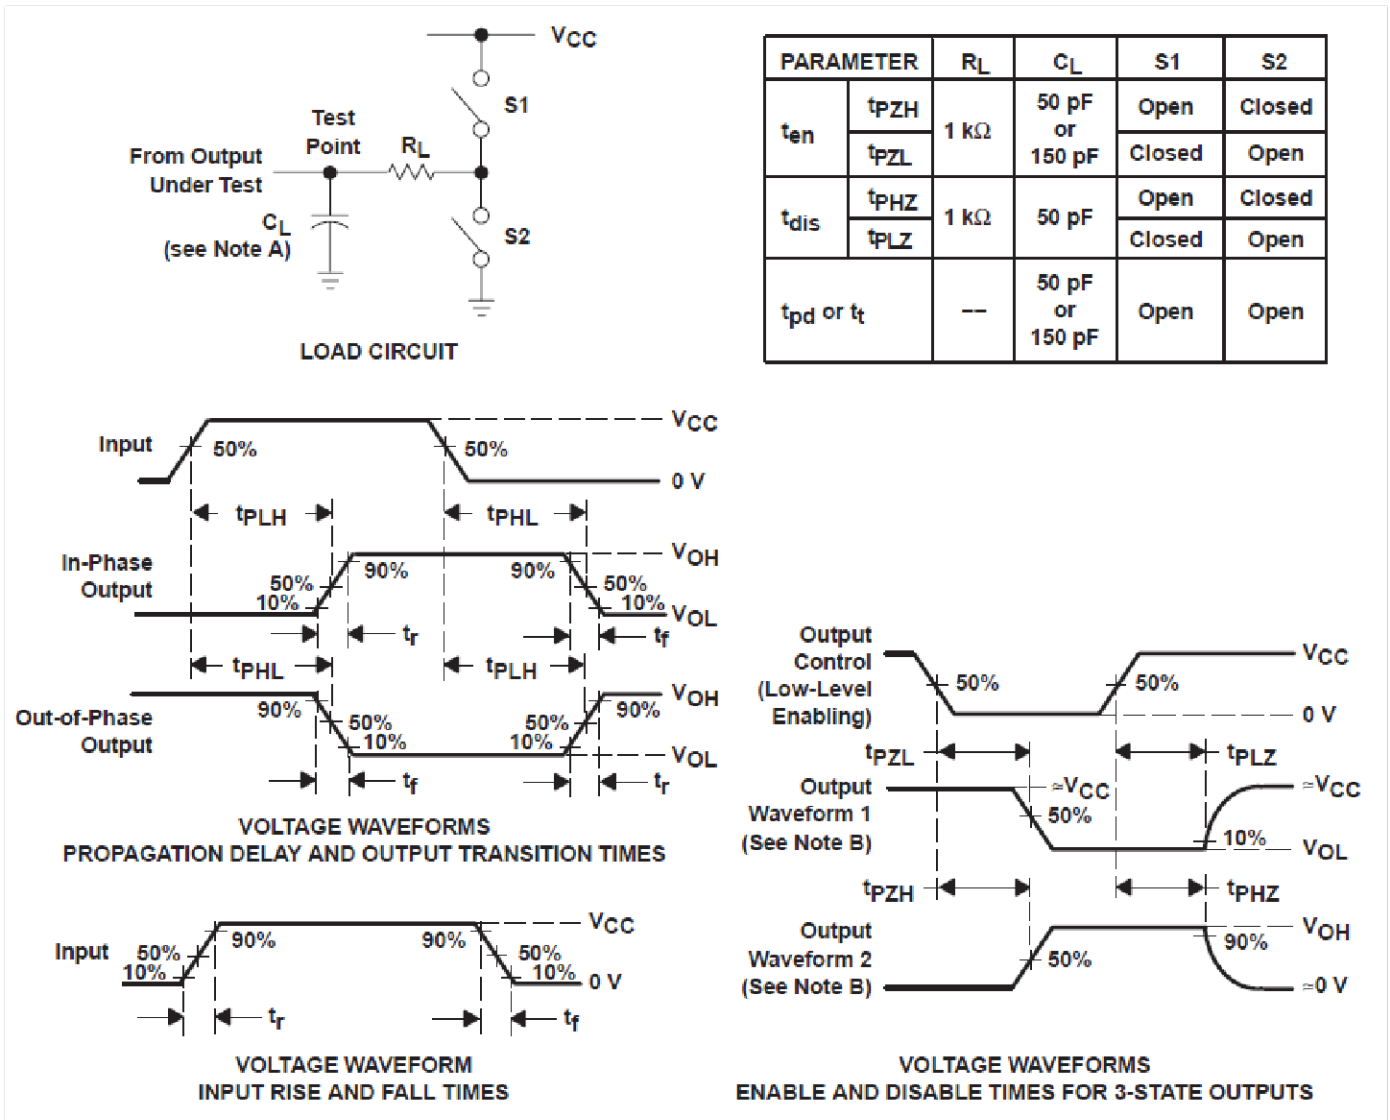 VCC
S1
Test
Point
RL
From Output
Under Test
CL
(see Note A)
S2
LOAD CIRCUIT
PARAMETER RL CL S1 S2
ten tPZH 1 kΩ 50 pF or 150 pF Open Closed
tPZL Closed Open
tdis tPHZ 1 kΩ 50 pF Open Closed
tPLZ Closed Open
tpd or tt –– 50 pF or 150 pF Open Open
Input 50% 50% VCC
0 V
tPLH tPHL
In-Phase
Output
50% 10% 90% 90% 50% 10% VOH
VOL
tr tf
tPHL tPLH
Out-of-Phase
Output
90% 50% 10% 50% 10% 90% VOH
VOL
tf tr
VOLTAGE WAVEFORMS
PROPAGATION DELAY AND OUTPUT TRANSITION TIMES
Input 50% 10% 90% 90% 50% 10% VCC
0 V
tr tf
VOLTAGE WAVEFORM
INPUT RISE AND FALL TIMES
Output
Control
(Low-Level
Enabling)
50% 50% VCC
0 V
tPZL tPLZ
Output
Waveform 1
(See Note B)
≈VCC 50% 10% ≈VCC
VOL
tPZH tPHZ
Output
Waveform 2
(See Note B)
50% 90% VOH
≈0 V
VOLTAGE WAVEFORMS
ENABLE AND DISABLE TIMES FOR 3-STATE OUTPUTS